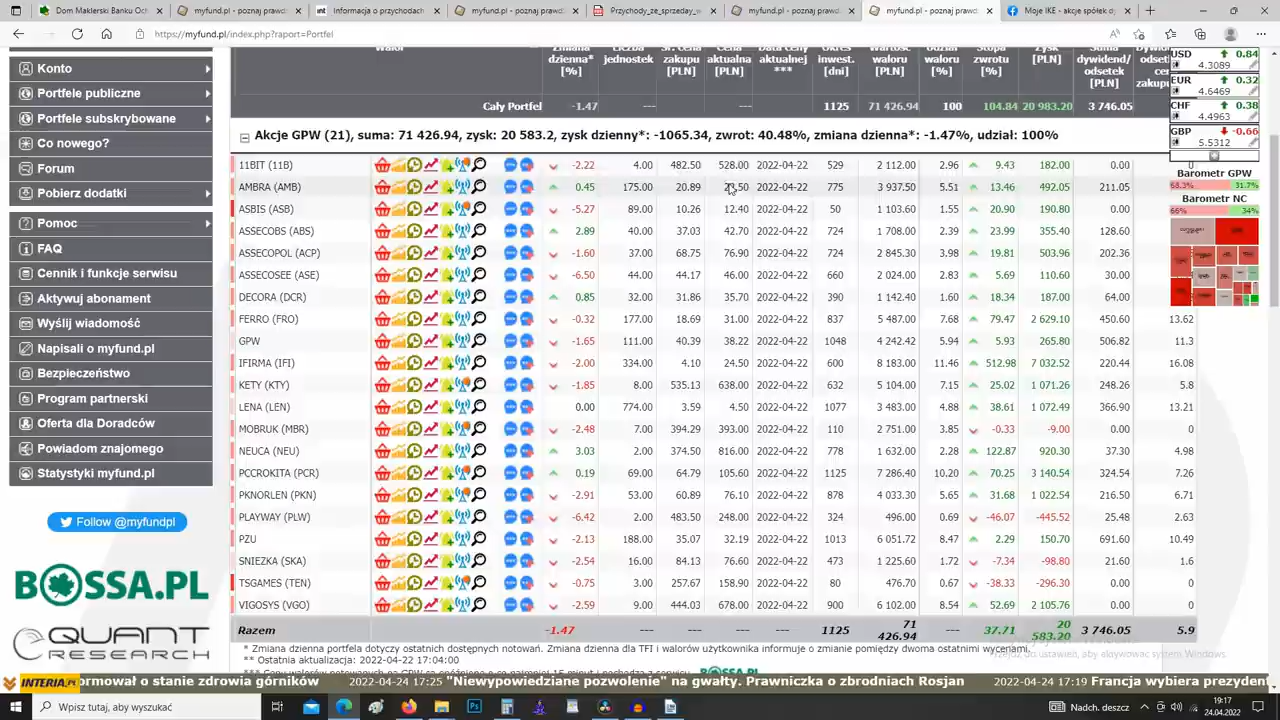 Dom Maklerski Banku Och
myfund.pl - poznaj prawd
Informacja o przychodach
myfund.pl - poznaj prawd
Przychody_ze_sprzedaży_w
myfund.pl - poznaj prawd
myfund.pl - poznaj prawd
Moje IKE - akcje spółek dy
https://myfund.pl/index.php?raport=Portfel
Konto
Portfele publiczne
Portfele subskrybowane
Co nowego?
Forum
Pobierz dodatki
Pomoc
FAQ
Cennik i funkcje serwisu
Aktywuj abonament
Wyślij wiadomość
Napisali o myfund.pl
Bezpieczeństwo
Program partnerski
Oferta dla Doradców
Powiadom znajomego
Statystyki myfund.pl
Follow @myfundpl
BOSSA.PL
QUANT
RESEARCH
Walor Zmiana dzienna* [%] Liczba jednostek Śr. cena zakupu [PLN] Cena aktualna [PLN] Data ceny aktualnej *** Okres inwest. [dni] Wartość waloru [PLN] Udział waloru [%] Stopa zwrotu [%] Zysk [PLN] Suma dywidend/ odsetek [PLN]
Cały Portfel -1.47 --- --- 1125 71 426.94 100 104.84 20 983.20 3 746.05
Akcje GPW (21), suma: 71 426.94, zysk: 20 583.2, zysk dzienny*: -1065.34, zwrot: 40.48%, zmiana dzienna*: -1.47%, udział: 100%
11BIT (11B) -2.22 4.00 482.50 528.00 2022-04-22 529 2 112.00 2.96 9.43 182.00 0.00 0
AMBRA (AMB) 0.45 175.00 20.89 2022-04-22 775 3 937.50 5.51 13.46 492.05 211.05
ASBIS (ASB) -5.27 89.00 10.26 12.40 2022-04-22 50 1 103.60 1.55 20.90 190.80 0.00
ASSECOBS (ABS) 2.89 40.00 37.03 42.70 2022-04-22 724 1 708.00 2.39 23.99 355.40 128.60
ASSECOPOL (ACP) -1.60 37.00 68.75 76.90 2022-04-22 724 2 845.30 3.98 19.81 503.96 202.36
ASSECOSEE (ASE) -6.50 44.00 44.17 46.00 2022-04-22 660 2 024.00 2.83 5.69 110.60 30.00
DECORA (DCR) 0.85 32.00 31.86 35.70 2022-04-22 390 1 142.40 1.60 18.34 187.00 64.00
FERRO (FRO) -0.32 177.00 18.69 31.00 2022-04-22 837 5 487.00 7.68 79.47 2 629.10 450.60 13.62
GPW -1.65 111.00 40.39 38.22 2022-04-22 1048 4 242.42 5.94 5.93 265.80 506.82 11.3
IFIRMA (IFI) -2.00 334.00 4.10 24.50 2022-04-22 600 8 183.00 11.46 512.98 7 032.52 220.44 16.08
KETY (KTY) -1.85 8.00 535.13 638.00 2022-04-22 632 5 104.00 7.15 25.02 1 071.26 248.26 5.8
LENA (LEN) 0.00 774.00 3.59 4.50 2022-04-22 1077 3 483.00 4.88 38.61 1 072.49 366.90 13.21
MOBRUK (MBR) -2.48 7.00 394.29 393.00 2022-04-22 110 2 751.00 3.85 -0.33 -9.00 0.00 0
NEUCA (NEU) 3.03 2.00 374.50 816.00 2022-04-22 778 1 632.00 2.28 122.87 920.30 37.30 4.98
PCCROKITA (PCR) 0.19 69.00 64.79 105.60 2022-04-22 1125 7 286.40 10.20 70.25 3 140.54 324.54 7.26
PKNORLEN (PKN) -2.91 53.00 60.89 76.10 2022-04-22 878 4 033.30 5.65 31.68 1 022.54 216.50 6.71
PLAYWAY (PLW) -6.42 2.00 483.50 248.00 2022-04-22 324 496.00 0.69 -46.07 -445.52 25.48 2.63
PZU -2.13 188.00 35.07 32.19 2022-04-22 1013 6 051.72 8.47 2.29 150.70 691.60 10.49
SNIEZKA (SKA) -2.54 16.00 84.13 76.60 2022-04-22 473 1 225.60 1.72 -7.34 -98.80 21.60 1.6
TSGAMES (TEN) -0.75 3.00 257.67 158.90 2022-04-22 80 476.70 0.67 -38.33 -296.30 0.00 0
VIGOSYS (VGO) -2.59 9.00 444.03 678.00 2022-04-22 900 6 102.00 8.54 52.69 2 105.76 0.00 0
Razem -1.47 --- --- --- 1125 71 426.94 --- 37.71 20 583.20 3 746.05 5.9
* Zmiana dzienna portfela dotyczy ostatnich dostępnych notowań. Zmiana dzienna dla TFI i walorów użytkownika informuje o zmianie pomiędzy dwoma ostatnimi wycenami.
** Ostatnia aktualizacja: 2022-04-22 17:04:00
BOSSA.PL
USD 0.84
4.3089
EUR 0.32
4.6469
CHF 0.38
4.4963
GBP -0.66
5.5312
Barometr GPW
68.3% 31.7%
Barometr NC
66% 34%
Przejdź do ustawień, aby aktywować system Windows.
INTERIA.PL
ormował o stanie zdrowia górników 2022-04-24 17:25 "Niewypowiedziane pozwolenie" na gwałty. Prawniczka o zbrodniach Rosjan 2022-04-24 17:19 Francja wybiera prezydent
Wpisz tutaj, aby wyszukać
Nadch. deszcz
19:17
24.04.2022